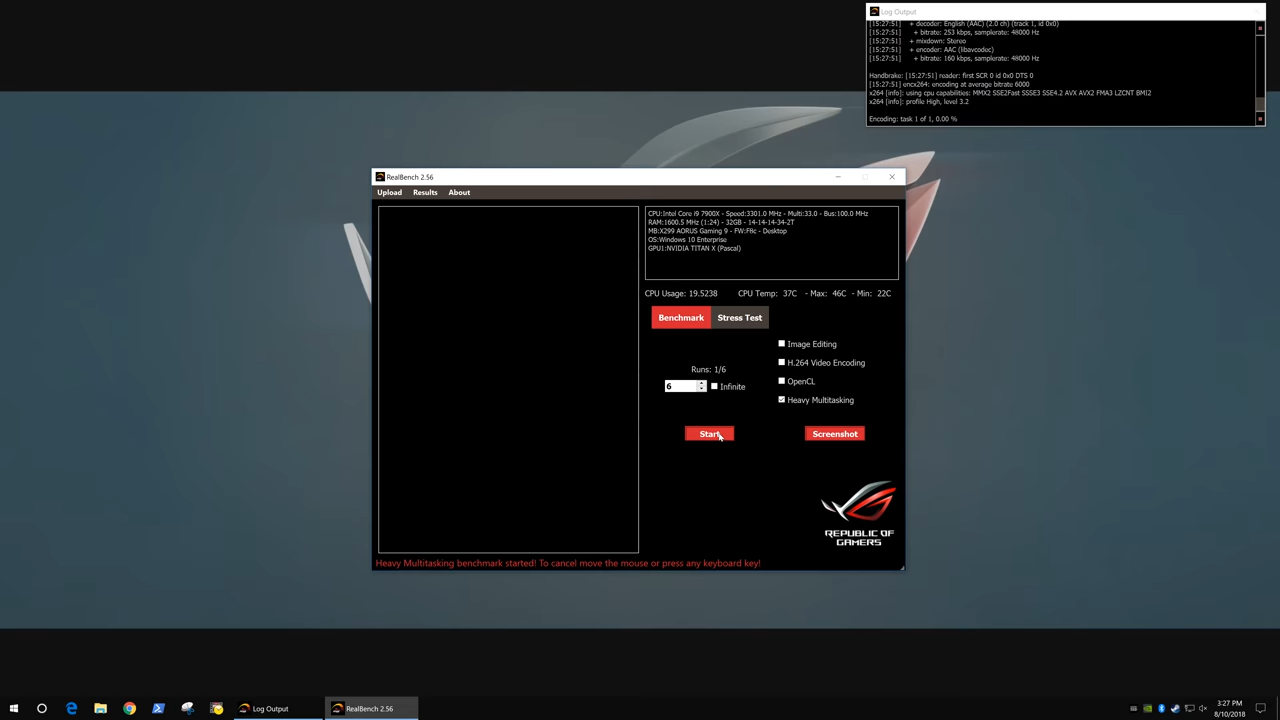 Log Output
[15:27:51] + decoder: English (AAC) (2.0 ch) (track 1, id 0x0)
[15:27:51] + bitrate: 253 kbps, samplerate: 48000 Hz
[15:27:51] + mixdown: Stereo
[15:27:51] + encoder: AAC (libavcodec)
[15:27:51] + bitrate: 160 kbps, samplerate: 48000 Hz
Handbrake: [15:27:51] reader: first SCR 0 id 0x0 DTS 0
[15:27:51] encx264: encoding at average bitrate 6000
x264 [info]: using cpu capabilities: MMX2 SSE2Fast SSSE3 SSE4.2 AVX AVX2 FMA3 LZCNT BMI2
x264 [info]: profile High, level 3.2
Encoding: task 1 of 1, 0.00 %
RealBench 2.56
Upload Results About
CPU:Intel Core i9 7900X - Speed:3301.0 MHz - Multi:33.0 - Bus:100.0 MHz
RAM:1600.5 MHz (1:24) - 32GB - 14-14-14-34-2T
MB:X299 AORUS Gaming 9 - FW:F8c - Desktop
OS:Windows 10 Enterprise
GPU1:NVIDIA TITAN X (Pascal)
CPU Usage: 19.5238 CPU Temp: 37C - Max: 46C - Min: 22C
Benchmark Stress Test
Image Editing
H.264 Video Encoding
Runs: 1/6
OpenCL
6 Infinite
Heavy Multitasking
Start Screenshot
REPUBLIC OF
GAMERS
Heavy Multitasking benchmark started! To cancel move the mouse or press any keyboard key!
Log Output RealBench 2.56
3:27 PM
8/10/2018